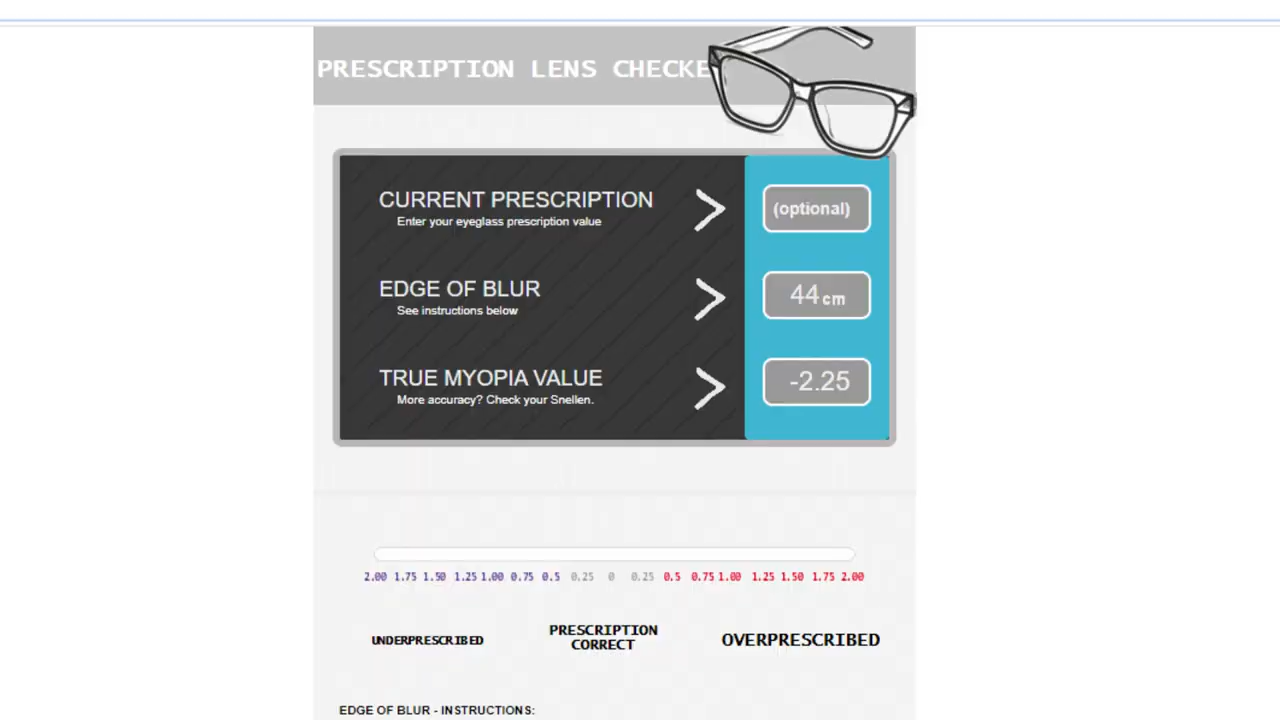 PRESCRIPTION LENS CHECKE
CURRENT PRESCRIPTION
Enter your eyeglass prescription value
(optional)
EDGE OF BLUR
See instructions below
44 cm
TRUE MYOPIA VALUE
More accuracy? Check your Snellen.
-2.25
2.00 1.75 1.50 1.25 1.00 0.75 0.5 0.25 0 0.25 0.5 0.75 1.00 1.25 1.50 1.75 2.00
UNDERPRESCRIBED
PRESCRIPTION
CORRECT
OVERPRESCRIBED
EDGE OF BLUR - INSTRUCTIONS: